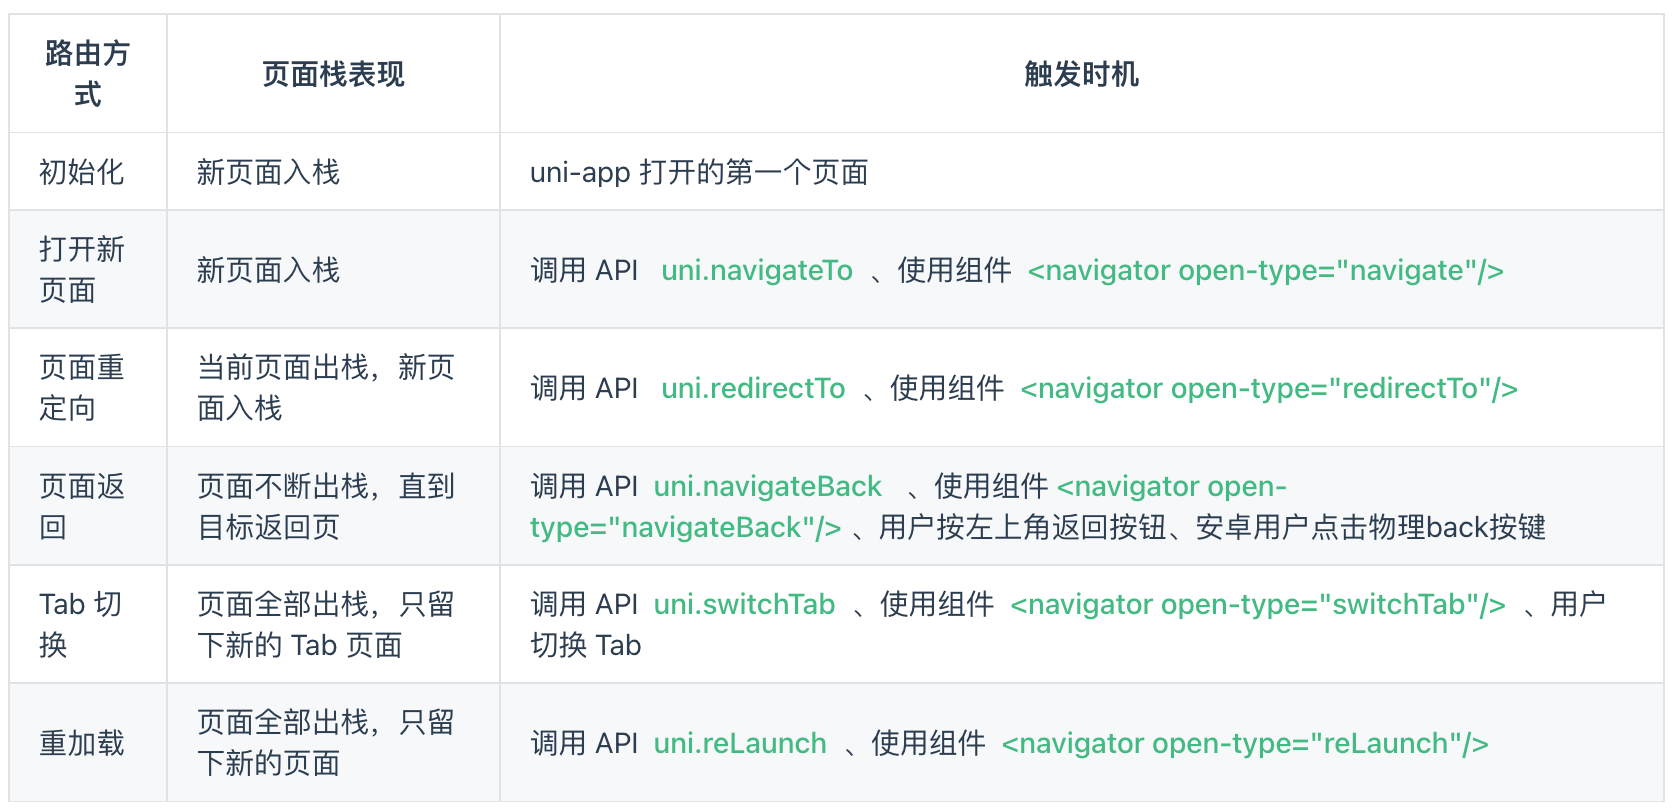 路由方
式
页面栈表现
触发时机
初始化
新页面入栈
uni-app 打开的第一个页面
打开新
页面
新页面入栈
调用 API uni.navigateTo 、使用组件 <navigator open-type="navigate"/>
页面重
定向
当前页面出栈，新页
面入栈
调用 API uni.redirectTo 、使用组件 <navigator open-type="redirectTo"/>
页面返
回
页面不断出栈，直到
目标返回页
调用 API uni.navigateBack 、使用组件 <navigator open-
type="navigateBack"/> 、用户按左上角返回按钮、安卓用户点击物理back按键
Tab 切
换
页面全部出栈，只留
下新的 Tab 页面
调用 API uni.switchTab 、使用组件 <navigator open-type="switchTab"/> 、用户
切换 Tab
重加载
页面全部出栈，只留
下新的页面
调用 API uni.reLaunch 、使用组件 <navigator open-type="reLaunch"/>